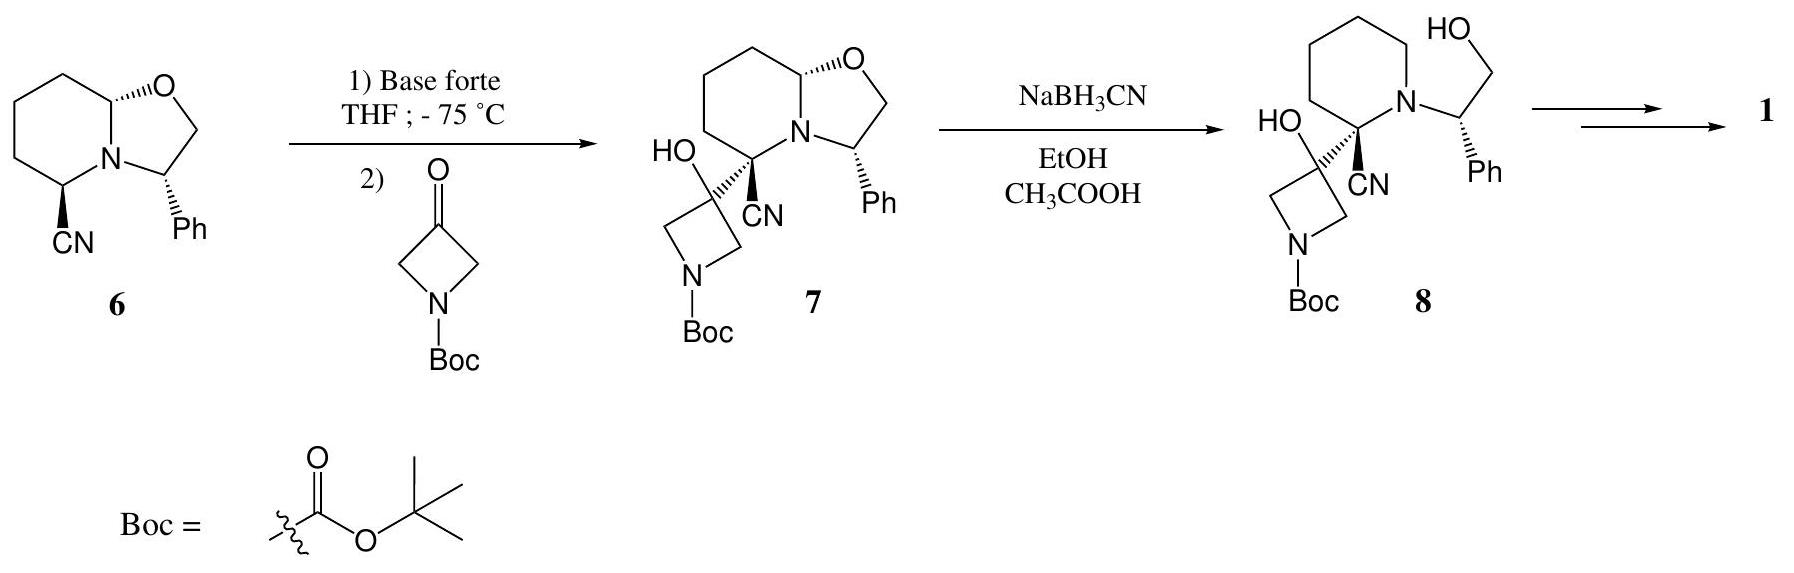 O
N
CN
Ph
6
1) Base forte
THF ; - 75 °C
2)
O
N
Boc
O
N
HO
CN
Ph
N
Boc
7
NaBH3CN
EtOH
CH3COOH
HO
N
HO
CN
Ph
N
Boc
8
1
Boc =
O
O